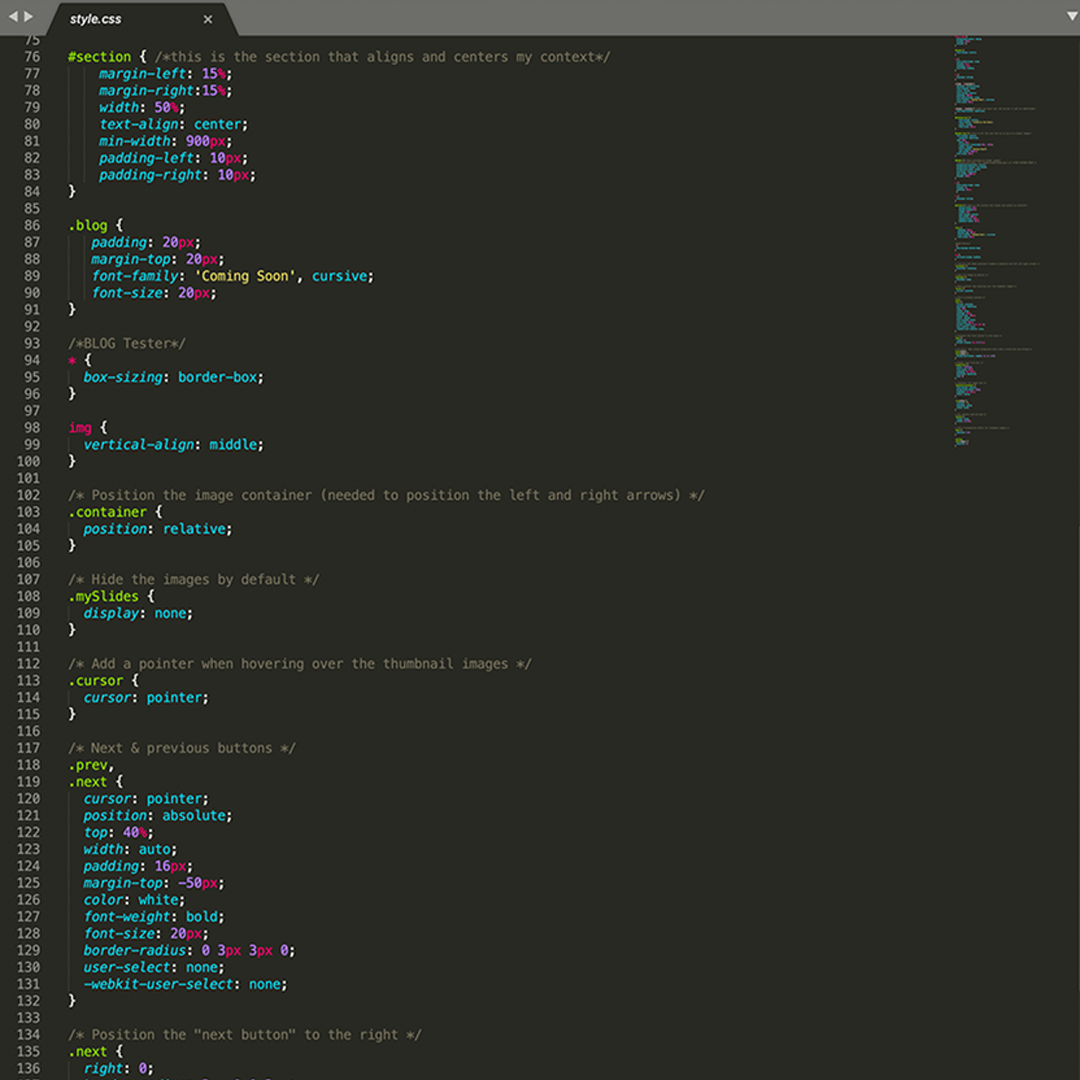 style.css ×
75
76 #section { /*this is the section that aligns and centers my context*/
77 margin-left: 15%;
78 margin-right:15%;
79 width: 50%;
80 text-align: center;
81 min-width: 900px;
82 padding-left: 10px;
83 padding-right: 10px;
84 }
85
86 .blog {
87 padding: 20px;
88 margin-top: 20px;
89 font-family: 'Coming Soon', cursive;
90 font-size: 20px;
91 }
92
93 /*BLOG Tester*/
94 * {
95 box-sizing: border-box;
96 }
97
98 img {
99 vertical-align: middle;
100 }
101
102 /* Position the image container (needed to position the left and right arrows) */
103 .container {
104 position: relative;
105 }
106
107 /* Hide the images by default */
108 .mySlides {
109 display: none;
110 }
111
112 /* Add a pointer when hovering over the thumbnail images */
113 .cursor {
114 cursor: pointer;
115 }
116
117 /* Next & previous buttons */
118 .prev,
119 .next {
120 cursor: pointer;
121 position: absolute;
122 top: 40%;
123 width: auto;
124 padding: 16px;
125 margin-top: -50px;
126 color: white;
127 font-weight: bold;
128 font-size: 20px;
129 border-radius: 0 3px 3px 0;
130 user-select: none;
131 -webkit-user-select: none;
132 }
133
134 /* Position the "next button" to the right */
135 .next {
136 right: 0;